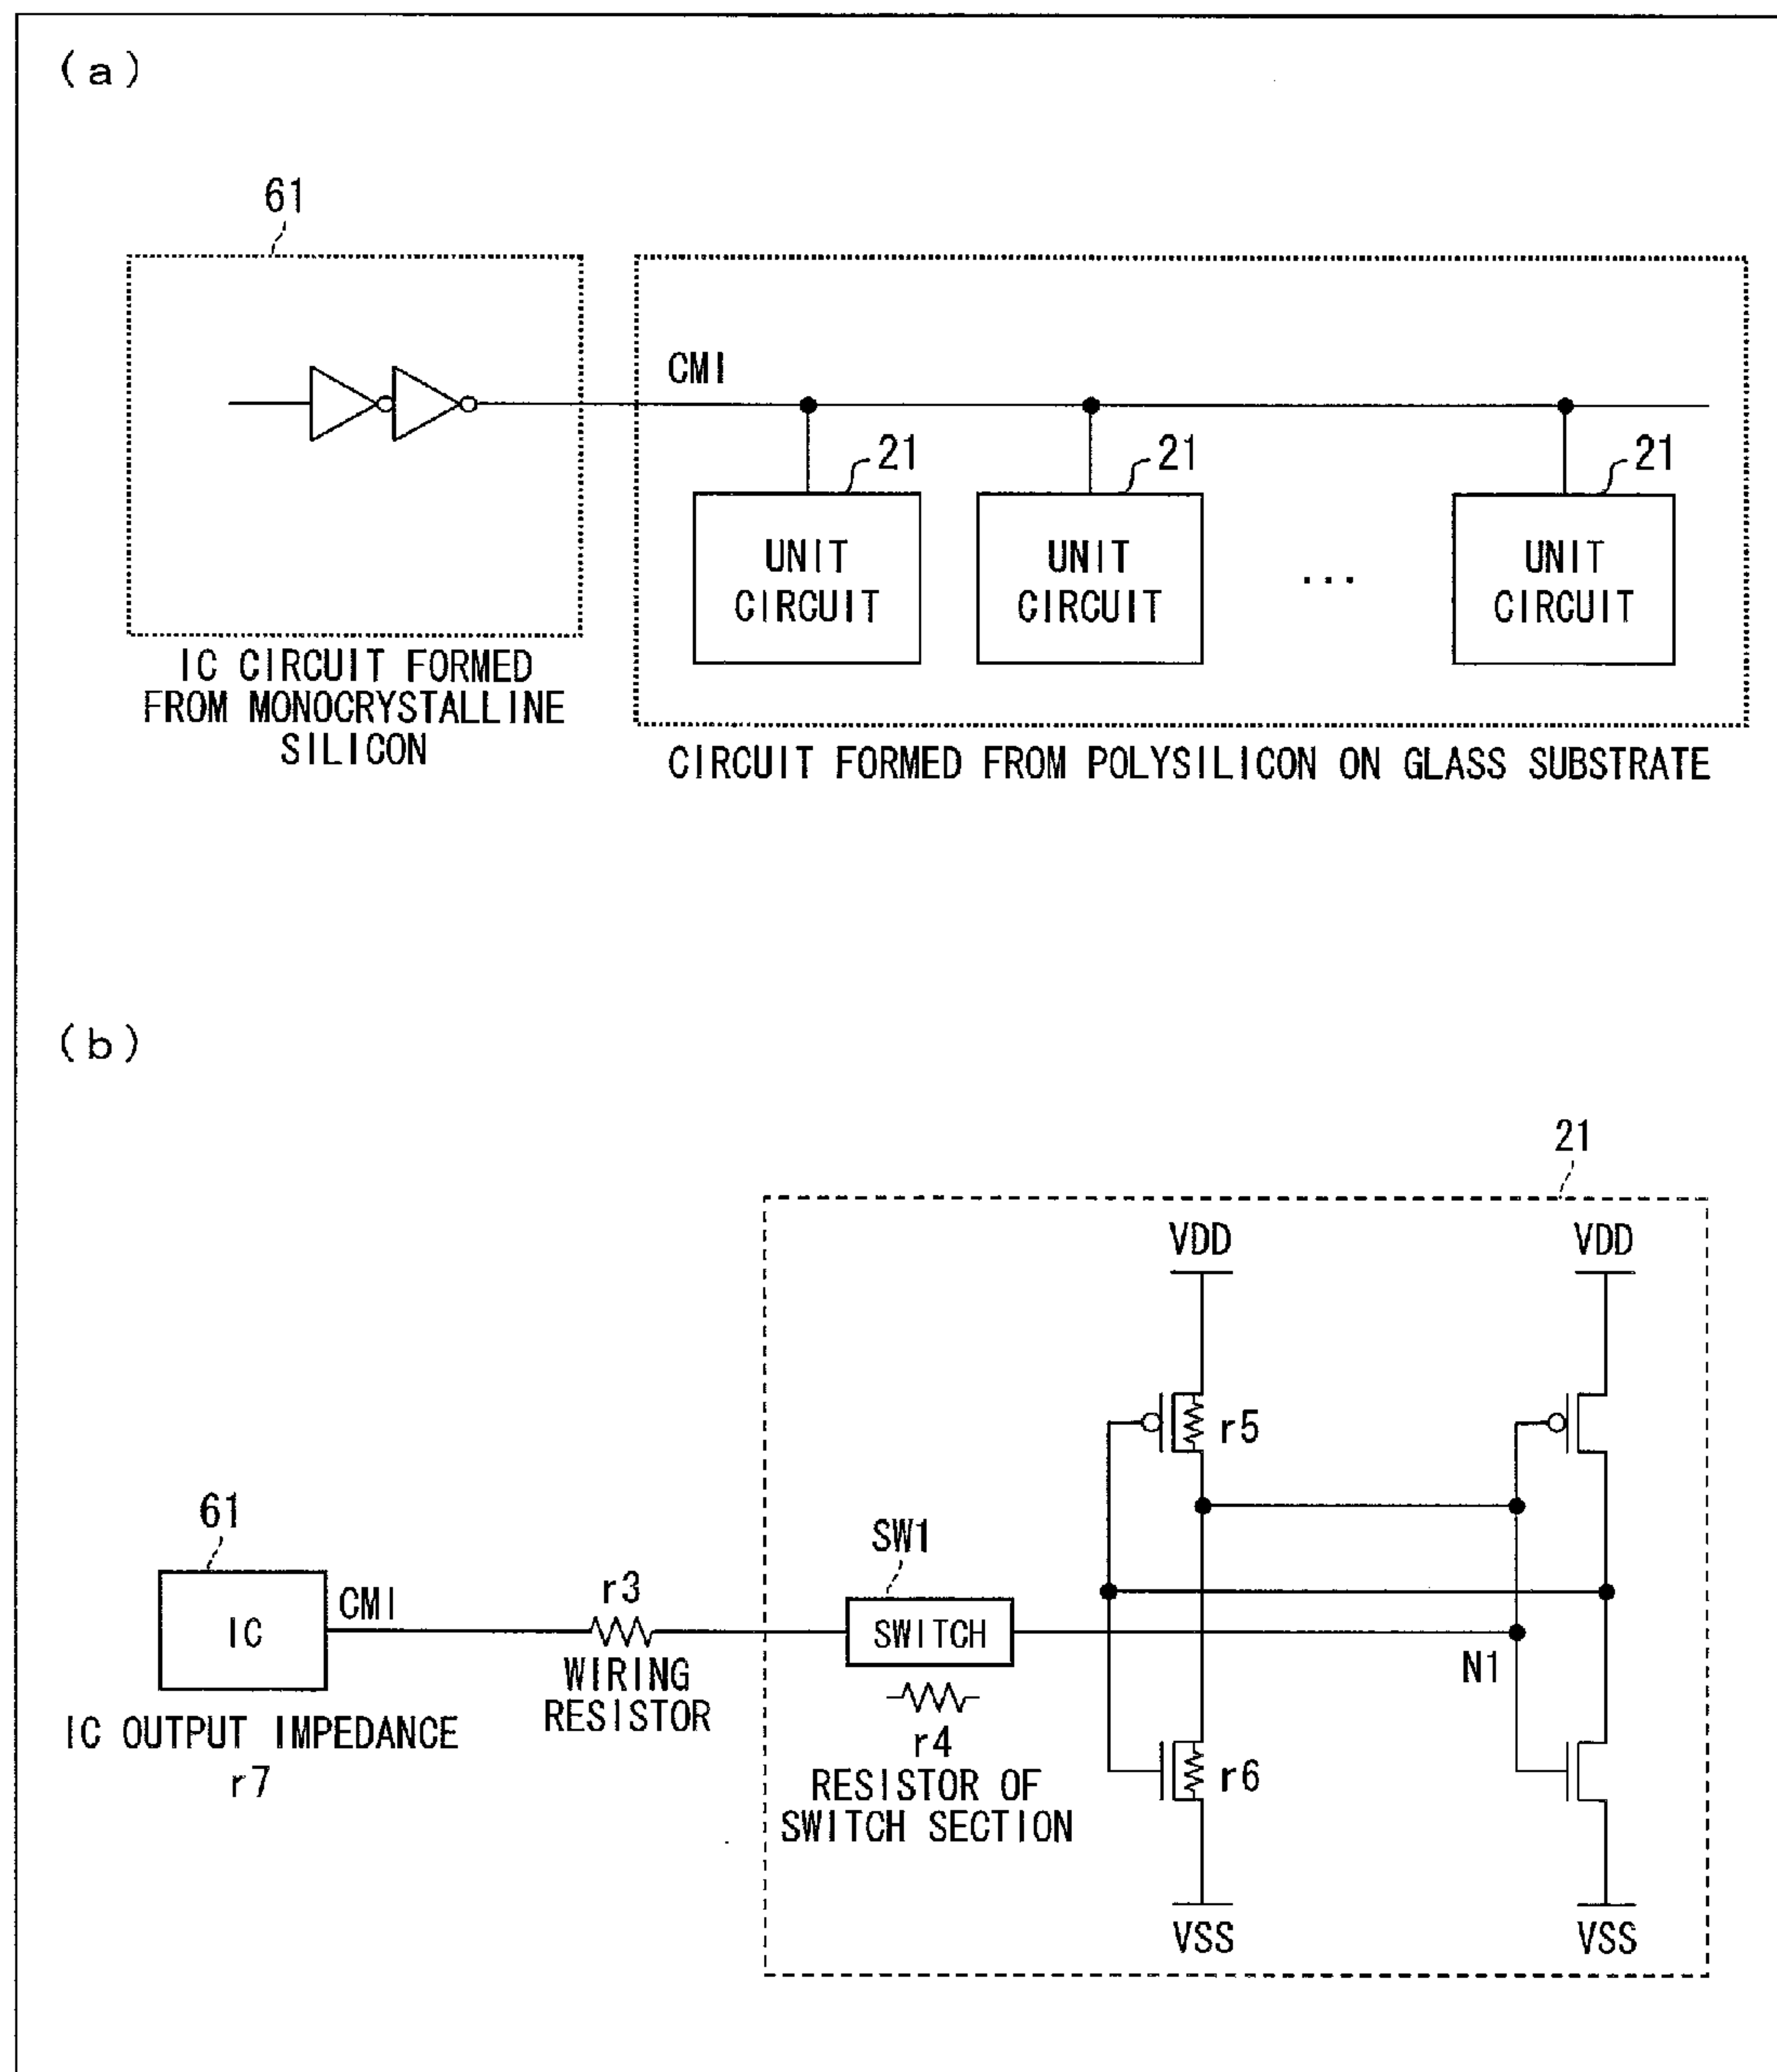 (a)
61
CMI
21
21
21
UNIT
CIRCUIT
UNIT
CIRCUIT
...
UNIT
CIRCUIT
IC CIRCUIT FORMED
FROM MONOCRYSTALLINE
SILICON
CIRCUIT FORMED FROM POLYSILICON ON GLASS SUBSTRATE
(b)
21
VDD
VDD
r5
61
IC
CMI
r3
WIRING
RESISTOR
SW1
SWITCH
N1
IC OUTPUT IMPEDANCE
r7
r4
RESISTOR OF
SWITCH SECTION
r6
VSS
VSS